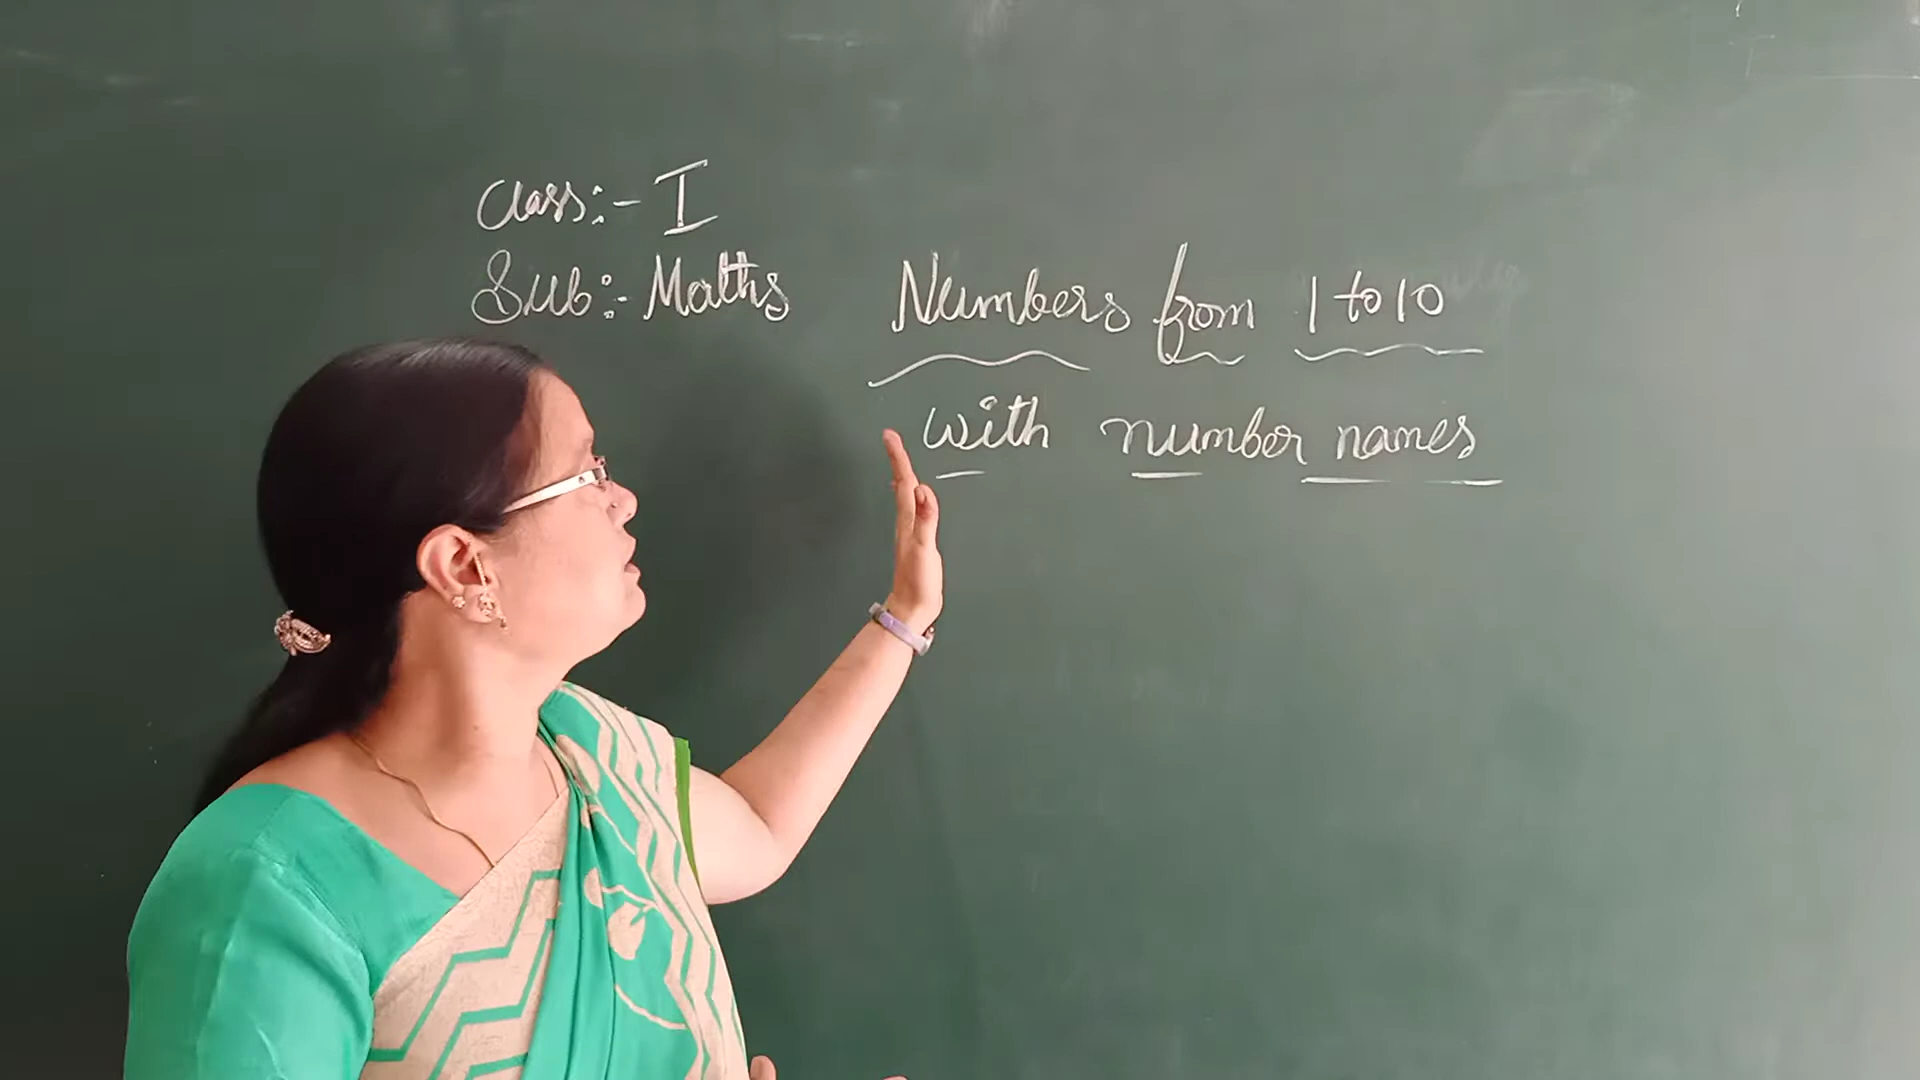 Class:- I
Sub:- Maths
Numbers from 1 to 10
with number names